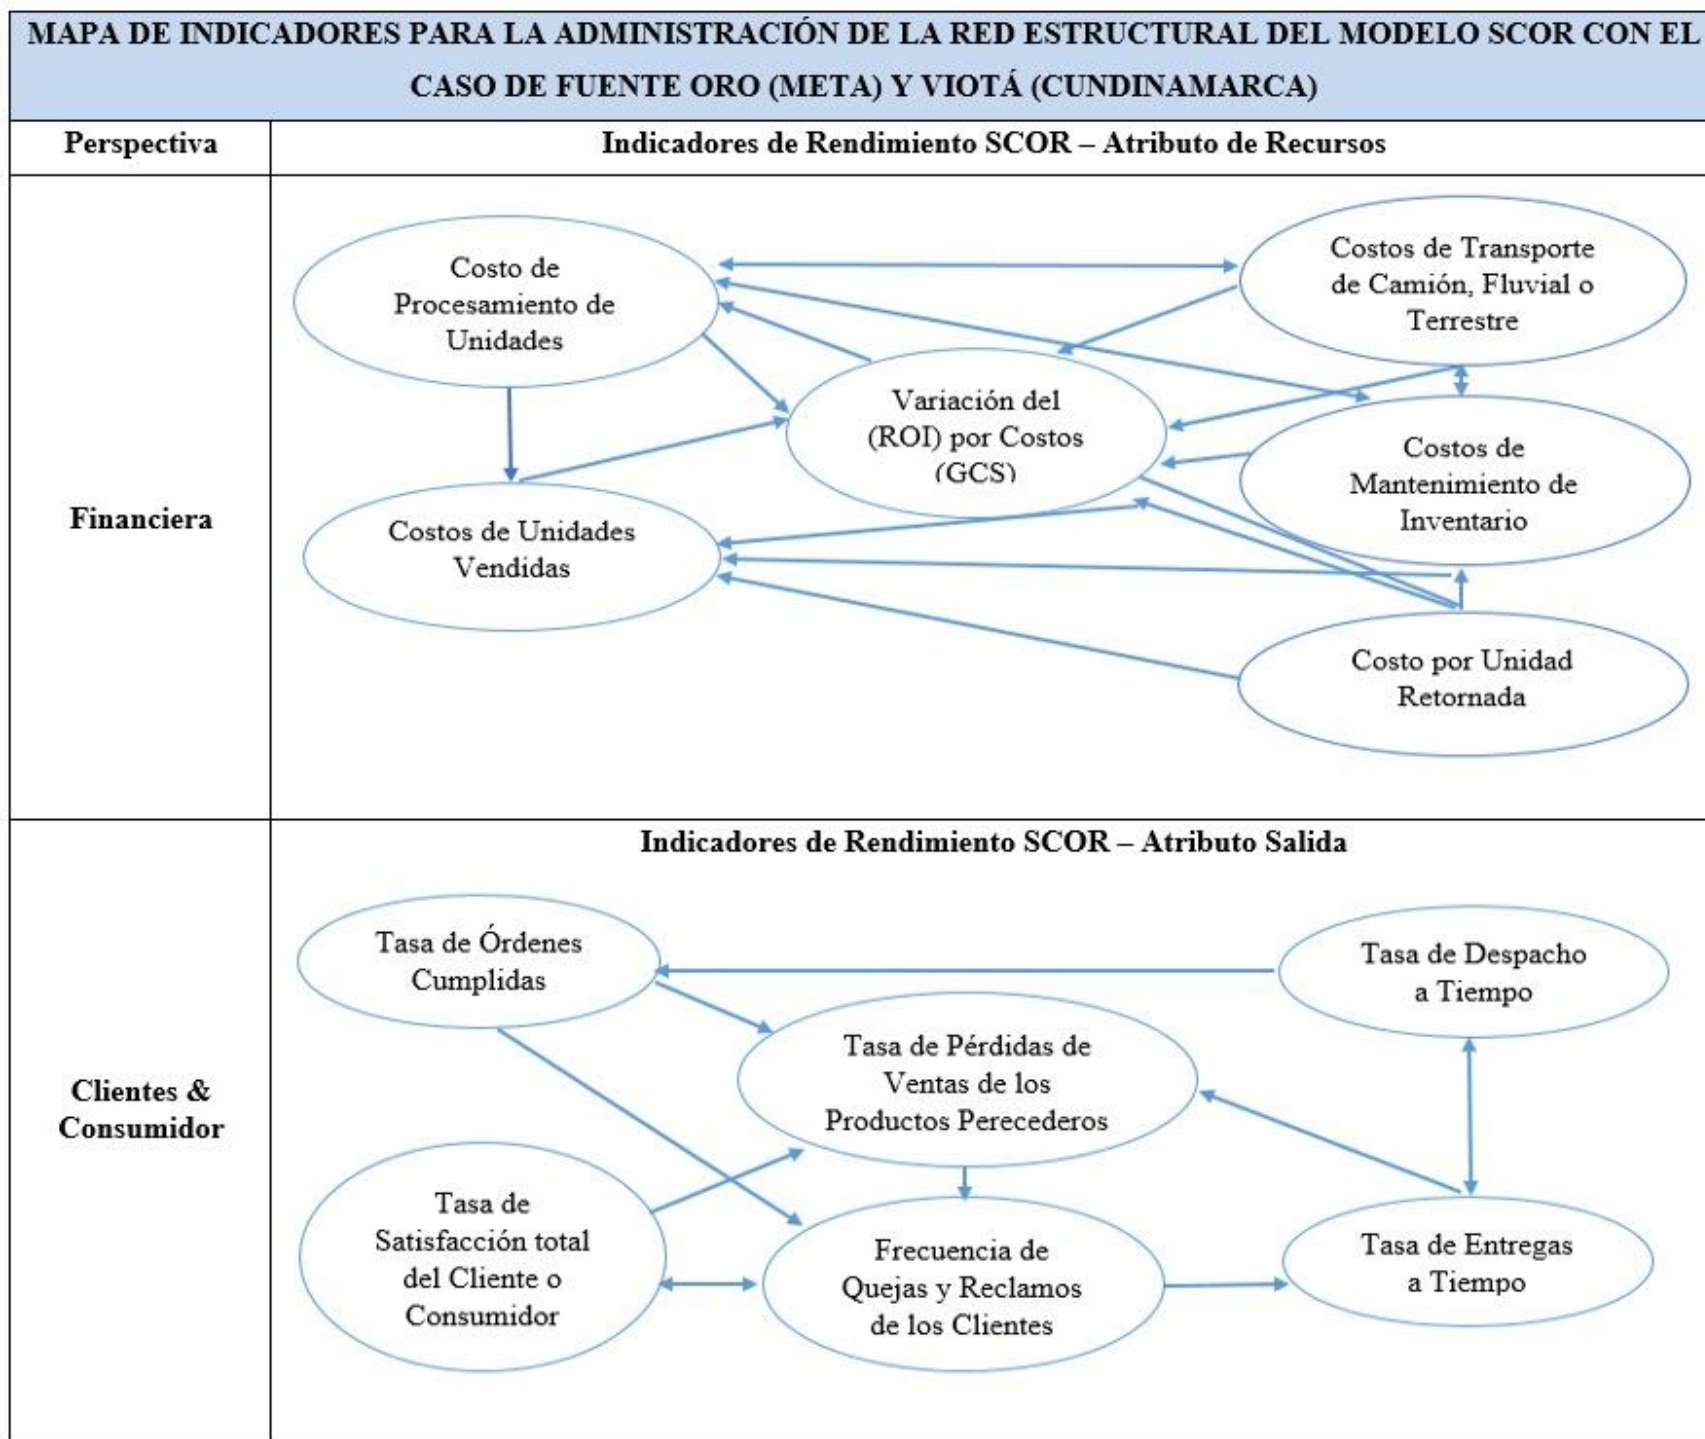 MAPA DE INDICADORES PARA LA ADMINISTRACIÓN DE LA RED ESTRUCTURAL DEL MODELO SCOR CON EL
CASO DE FUENTE ORO (META) Y VIOTÁ (CUNDINAMARCA)
Perspectiva
Indicadores de Rendimiento SCOR – Atributo de Recursos
Financiera
Costo de
Procesamiento de
Unidades
Costos de Transporte
de Camión, Fluvial o
Terrestre
Variación del
(ROI) por Costos
(GCS)
Costos de
Mantenimiento de
Inventario
Costos de Unidades
Vendidas
Costo por Unidad
Retornada
Clientes &
Consumidor
Indicadores de Rendimiento SCOR – Atributo Salida
Tasa de Órdenes
Cumplidas
Tasa de Despacho
a Tiempo
Tasa de Pérdidas de
Ventas de los
Productos Perecederos
Tasa de
Satisfacción total
del Cliente o
Consumidor
Frecuencia de
Quejas y Reclamos
de los Clientes
Tasa de Entregas
a Tiempo